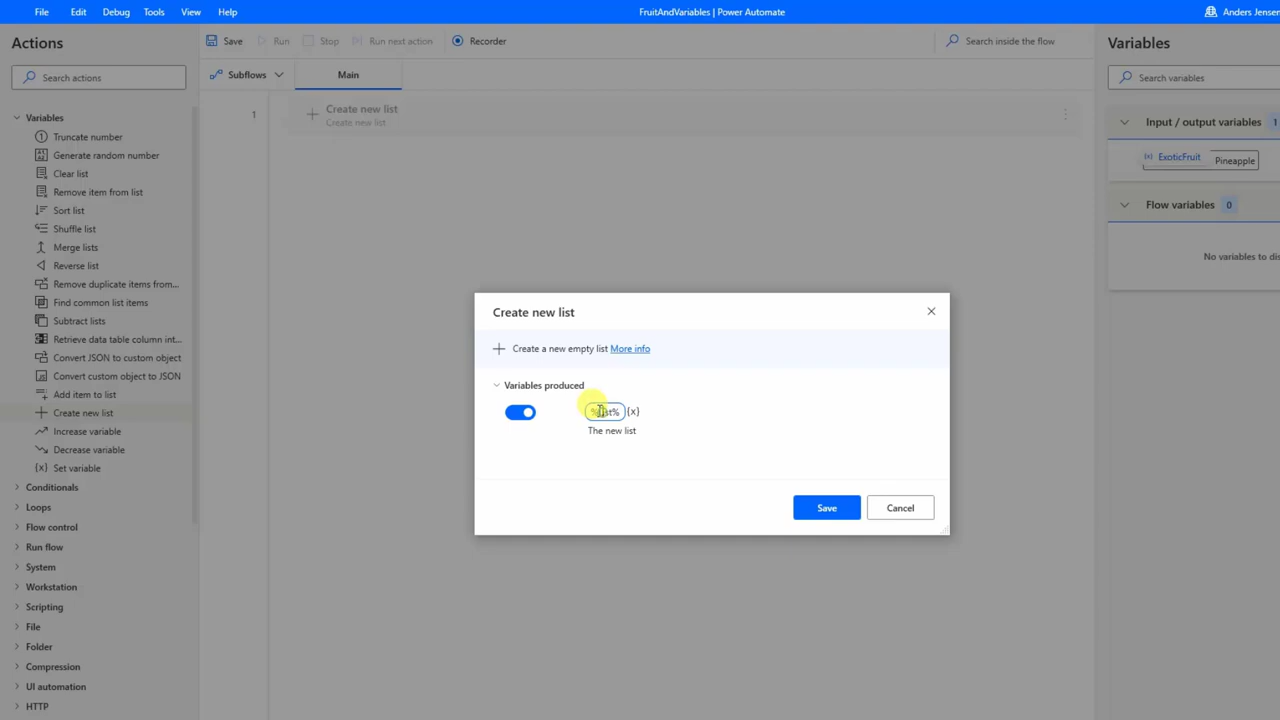 File Edit Debug Tools View Help
FruitAndVariables | Power Automate
Anders Jensen
Actions
Search actions
Variables
Truncate number
Generate random number
Clear list
Remove item from list
Sort list
Shuffle list
Merge lists
Reverse list
Remove duplicate items from...
Find common list items
Subtract lists
Retrieve data table column int...
Convert JSON to custom object
Convert custom object to JSON
Add item to list
Create new list
Increase variable
Decrease variable
{x} Set variable
Conditionals
Loops
Flow control
Run flow
System
Workstation
Scripting
File
Folder
Compression
UI automation
HTTP
Save Run Stop Run next action Recorder
Search inside the flow
Subflows Main
1
Create new list
Create new list
Create new list
Create a new empty list More info
Variables produced
%List% {x}
The new list
Save Cancel
Variables
Search variables
Input / output variables 1
ExoticFruit Pineapple
Flow variables 0
No variables to dis